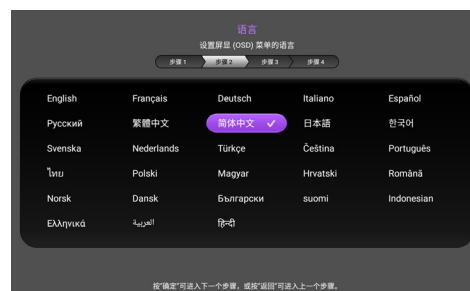 语言
设置屏显 (OSD) 菜单的语言
步骤 1 步骤 2 步骤 3 步骤 4
English Français Deutsch Italiano Español
Русский 繁體中文 简体中文 日本語 한국어
Svenska Nederlands Türkçe Čeština Português
ไทย Polski Magyar Hrvatski Română
Norsk Dansk Български suomi Indonesian
Ελληνικά العربية हिन्दी
按"确定"可进入下一个步骤，或按"返回"可进入上一个步骤。